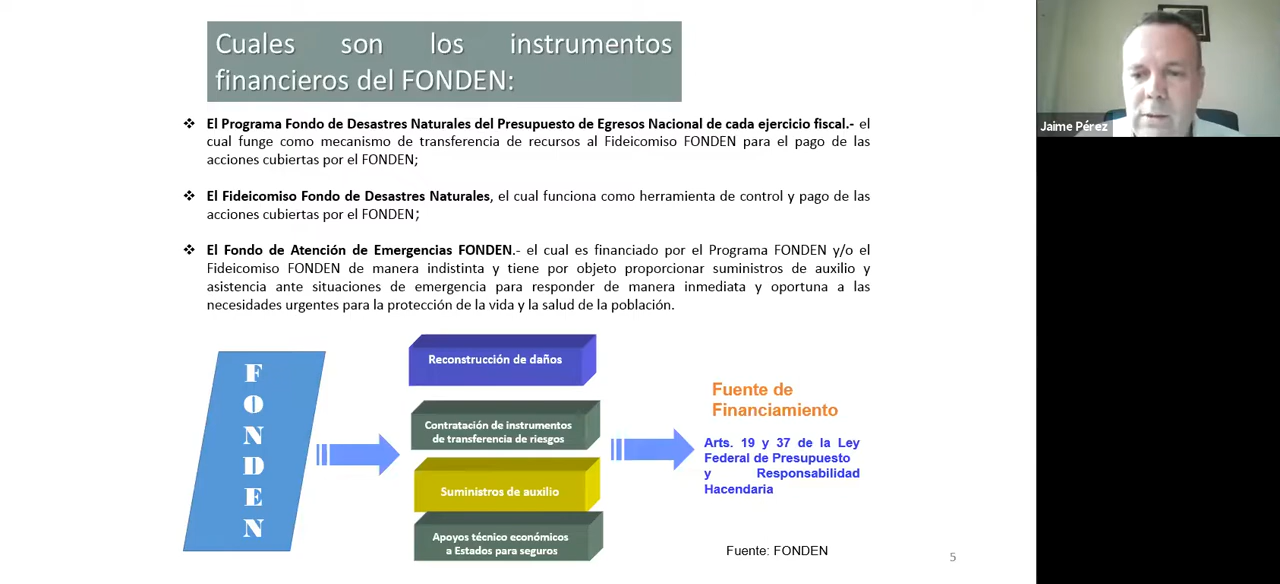 Cuales son los instrumentos
financieros del FONDEN:
❖ El Programa Fondo de Desastres Naturales del Presupuesto de Egresos Nacional de cada ejercicio fiscal.- el
cual funge como mecanismo de transferencia de recursos al Fideicomiso FONDEN para el pago de las
acciones cubiertas por el FONDEN;
❖ El Fideicomiso Fondo de Desastres Naturales, el cual funciona como herramienta de control y pago de las
acciones cubiertas por el FONDEN;
❖ El Fondo de Atención de Emergencias FONDEN.- el cual es financiado por el Programa FONDEN y/o el
Fideicomiso FONDEN de manera indistinta y tiene por objeto proporcionar suministros de auxilio y
asistencia ante situaciones de emergencia para responder de manera inmediata y oportuna a las
necesidades urgentes para la protección de la vida y la salud de la población.
F
O
N
D
E
N
Reconstrucción de daños
Contratación de instrumentos
de transferencia de riesgos
Suministros de auxilio
Apoyos técnico económicos
a Estados para seguros
Fuente de
Financiamiento
Arts. 19 y 37 de la Ley
Federal de Presupuesto
y Responsabilidad
Hacendaria
Fuente: FONDEN
5
Jaime Pérez